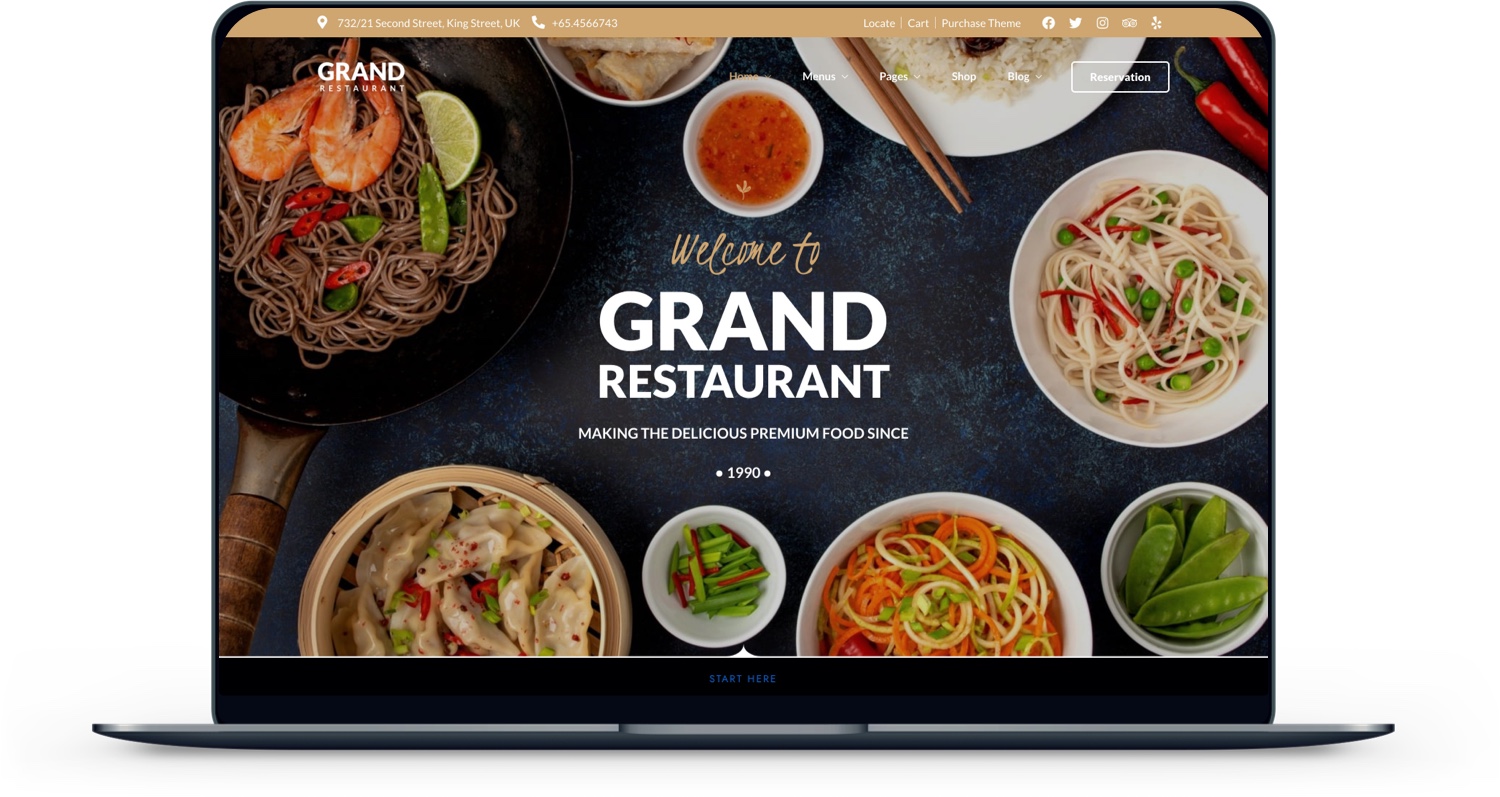 732/21 Second Street, King Street, UK +65.4566743 Locate Cart Purchase Theme
GRAND
RESTAURANT
Home Menus Pages Shop Blog Reservation
Welcome to
GRAND
RESTAURANT
MAKING THE DELICIOUS PREMIUM FOOD SINCE
• 1990 •
START HERE